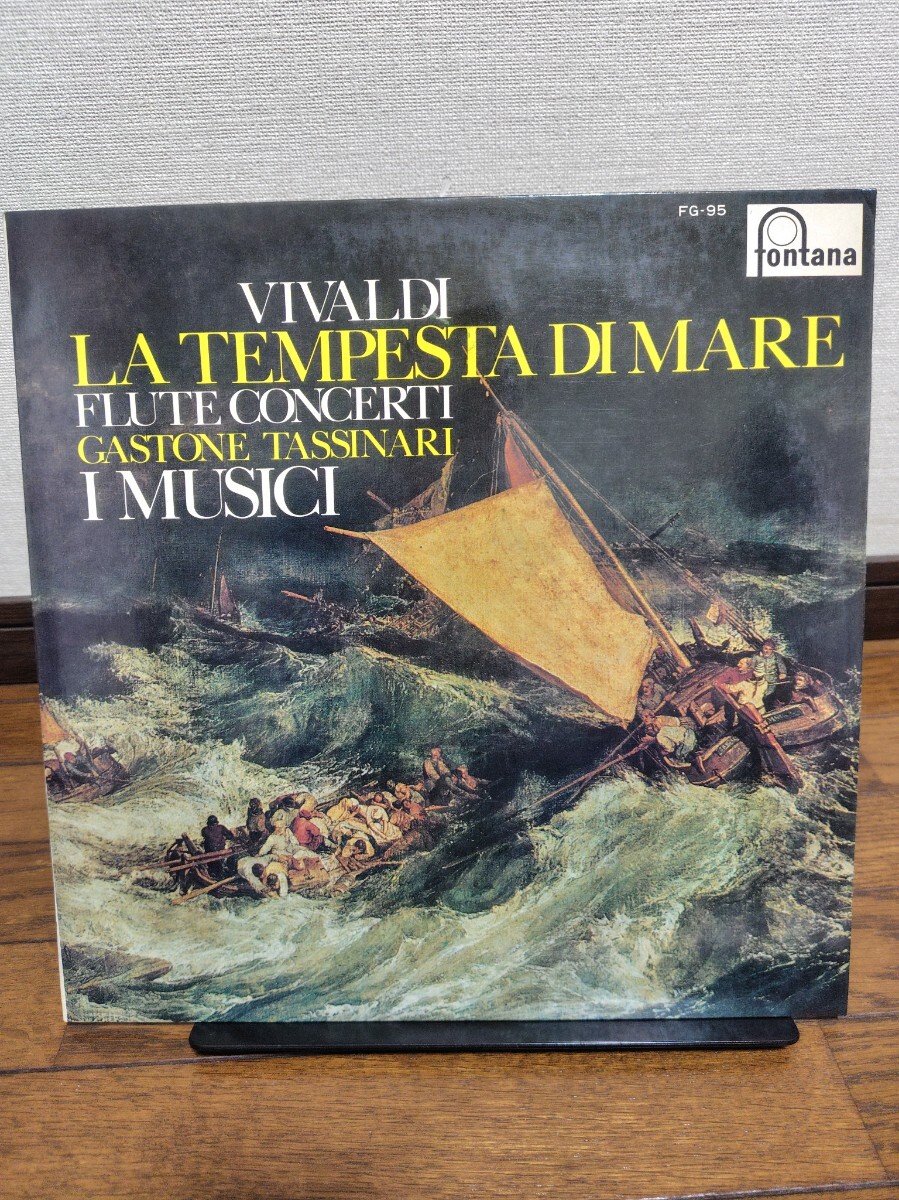 FG-95
fontana
VIVALDI
LA TEMPESTA DI MARE
FLUTE CONCERTI
GASTONE TASSINARI
I MUSICI